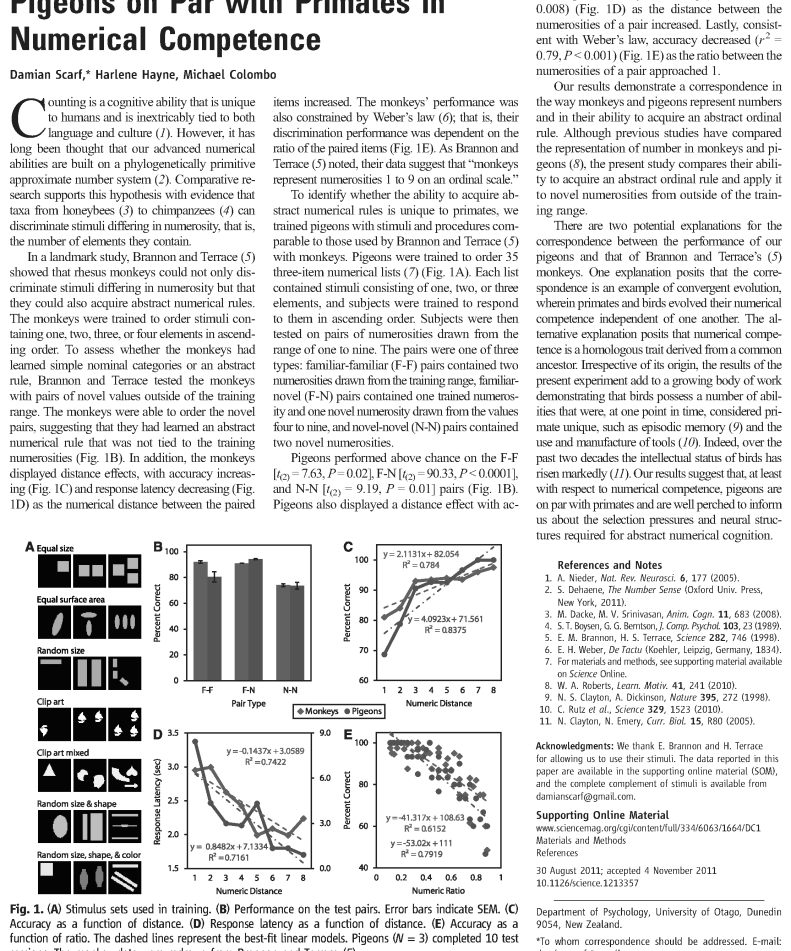 Pigeons on Par with Primates in
Numerical Competence
Damian Scarf,* Harlene Hayne, Michael Colombo
Counting is a cognitive ability that is unique
to humans and is inextricably tied to both
language and culture (1). However, it has
long been thought that our advanced numerical
abilities are built on a phylogenetically primitive
approximate number system (2). Comparative re-
search supports this hypothesis with evidence that
taxa from honeybees (3) to chimpanzees (4) can
discriminate stimuli differing in numerosity, that is,
the number of elements they contain.
In a landmark study, Brannon and Terrace (5)
showed that rhesus monkeys could not only dis-
criminate stimuli differing in numerosity but that
they could also acquire abstract numerical rules.
The monkeys were trained to order stimuli con-
taining one, two, three, or four elements in ascend-
ing order. To assess whether the monkeys had
learned simple nominal categories or an abstract
rule, Brannon and Terrace tested the monkeys
with pairs of novel values outside of the training
range. The monkeys were able to order the novel
pairs, suggesting that they had learned an abstract
numerical rule that was not tied to the training
numerosities (Fig. 1B). In addition, the monkeys
displayed distance effects, with accuracy increas-
ing (Fig. 1C) and response latency decreasing (Fig.
1D) as the numerical distance between the paired
items increased. The monkeys' performance was
also constrained by Weber's law (6); that is, their
discrimination performance was dependent on the
ratio of the paired items (Fig. 1E). As Brannon and
Terrace (5) noted, their data suggest that "monkeys
represent numerosities 1 to 9 on an ordinal scale."
To identify whether the ability to acquire ab-
stract numerical rules is unique to primates, we
trained pigeons with stimuli and procedures com-
parable to those used by Brannon and Terrace (5)
with monkeys. Pigeons were trained to order 35
three-item numerical lists (7) (Fig. 1A). Each list
contained stimuli consisting of one, two, or three
elements, and subjects were trained to respond
to them in ascending order. Subjects were then
tested on pairs of numerosities drawn from the
range of one to nine. The pairs were one of three
types: familiar-familiar (F-F) pairs contained two
numerosities drawn from the training range, familiar-
novel (F-N) pairs contained one trained numeros-
ity and one novel numerosity drawn from the values
four to nine, and novel-novel (N-N) pairs contained
two novel numerosities.
Pigeons performed above chance on the F-F
[t(2) = 7.63, P = 0.02], F-N [t(2) = 90.33, P < 0.0001],
and N-N [t(2) = 9.19, P = 0.01] pairs (Fig. 1B).
Pigeons also displayed a distance effect with ac-
0.008) (Fig. 1D) as the distance between the
numerosities of a pair increased. Lastly, consist-
ent with Weber's law, accuracy decreased (r² =
0.79, P < 0.001) (Fig. 1E) as the ratio between the
numerosities of a pair approached 1.
Our results demonstrate a correspondence in
the way monkeys and pigeons represent numbers
and in their ability to acquire an abstract ordinal
rule. Although previous studies have compared
the representation of number in monkeys and pi-
geons (8), the present study compares their abili-
ty to acquire an abstract ordinal rule and apply it
to novel numerosities from outside of the train-
ing range.
There are two potential explanations for the
correspondence between the performance of our
pigeons and that of Brannon and Terrace's (5)
monkeys. One explanation posits that the corre-
spondence is an example of convergent evolution,
wherein primates and birds evolved their numerical
competence independent of one another. The al-
ternative explanation posits that numerical compe-
tence is a homologous trait derived from a common
ancestor. Irrespective of its origin, the results of the
present experiment add to a growing body of work
demonstrating that birds possess a number of abil-
ities that were, at one point in time, considered pri-
mate unique, such as episodic memory (9) and the
use and manufacture of tools (10). Indeed, over the
past two decades the intellectual status of birds has
risen markedly (11). Our results suggest that, at least
with respect to numerical competence, pigeons are
on par with primates and are well perched to inform
us about the selection pressures and neural struc-
tures required for abstract numerical cognition.
References and Notes
1. A. Nieder, Nat. Rev. Neurosci. 6, 177 (2005).
2. S. Dehaene, The Number Sense (Oxford Univ. Press,
New York, 2011).
3. M. Dacke, M. V. Srinivasan, Anim. Cogn. 11, 683 (2008).
4. S. T. Boysen, G. G. Berntson, J. Comp. Psychol. 103, 23 (1989).
5. E. M. Brannon, H. S. Terrace, Science 282, 746 (1998).
6. E. H. Weber, De Tactu (Koehler, Leipzig, Germany, 1834).
7. For materials and methods, see supporting material available
on Science Online.
8. W. A. Roberts, Learn. Motiv. 41, 241 (2010).
9. N. S. Clayton, A. Dickinson, Nature 395, 272 (1998).
10. C. Rutz et al., Science 329, 1523 (2010).
11. N. Clayton, N. Emery, Curr. Biol. 15, R80 (2005).
Acknowledgments: We thank E. Brannon and H. Terrace
for allowing us to use their stimuli. The data reported in this
paper are available in the supporting online material (SOM),
and the complete complement of stimuli is available from
damianscarf@gmail.com.
Supporting Online Material
www.sciencemag.org/cgi/content/full/334/6063/1664/DC1
Materials and Methods
References
30 August 2011; accepted 4 November 2011
10.1126/science.1213357
Department of Psychology, University of Otago, Dunedin
9054, New Zealand.
*To whom correspondence should be addressed. E-mail:
A
Equal size
Equal surface area
Random size
Clip art
Clip art mixed
Random size & shape
Random size, shape, & color
B
Percent Correct
100
80
60
40
20
0
F-F F-N N-N
Pair Type
C
Percent Correct
100
90
80
70
60
y = 2.1131x + 82.054
R² = 0.784
y = 4.0923x + 71.561
R² = 0.8375
1 2 3 4 5 6 7 8
Numeric Distance
Monkeys Pigeons
D
Response Latency (sec)
3.5
3.0
2.5
2.0
1.5
9.0
6.0
3.0
0.0
y = -0.1437x + 3.0589
R² = 0.7422
y = 0.8482x + 7.1334
R² = 0.7161
1 2 3 4 5 6 7 8
Numeric Distance
E
Percent Correct
100
80
60
40
y = -41.317x + 108.63
R² = 0.6152
y = -53.02x + 111
R² = 0.7919
0 0.2 0.4 0.6 0.8 1
Numeric Ratio
Fig. 1. (A) Stimulus sets used in training. (B) Performance on the test pairs. Error bars indicate SEM. (C)
Accuracy as a function of distance. (D) Response latency as a function of distance. (E) Accuracy as a
function of ratio. The dashed lines represent the best-fit linear models. Pigeons (N = 3) completed 10 test